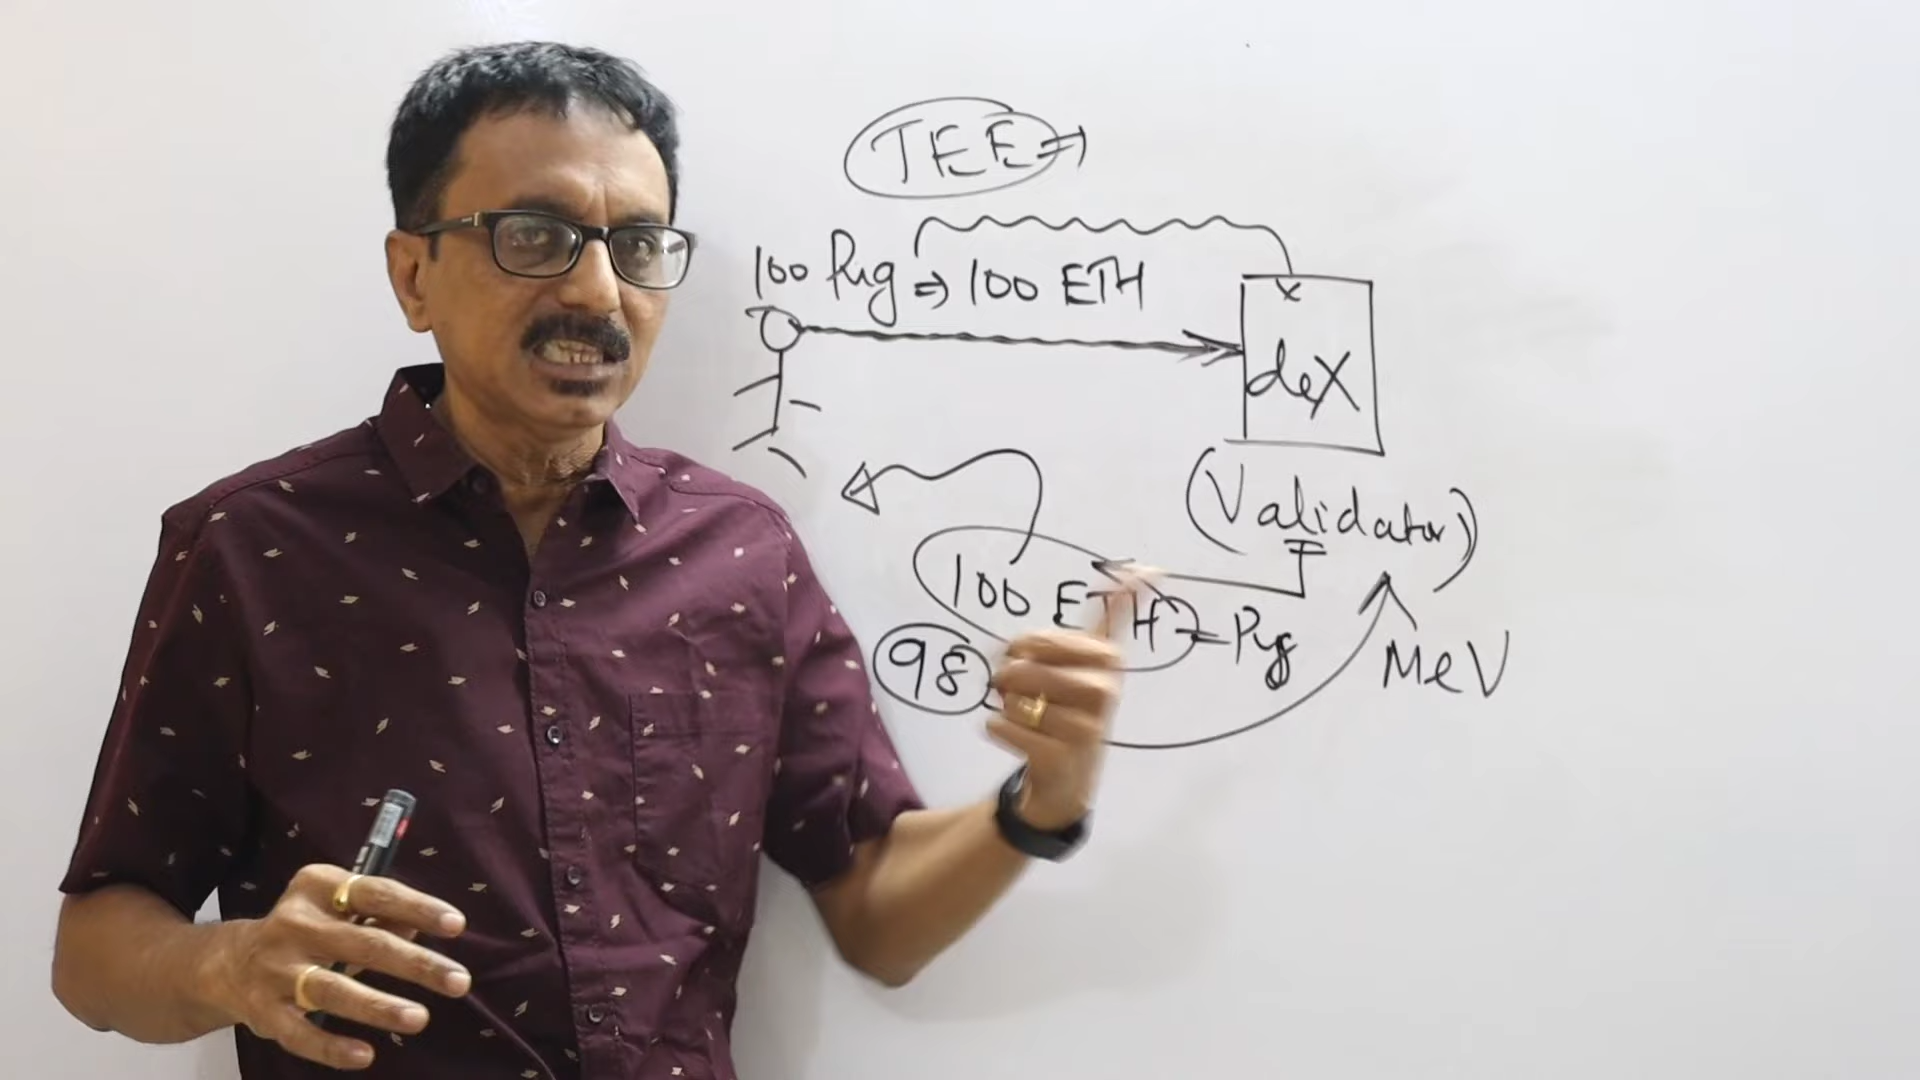 TEE ⇒
100 Pug ⇒ 100 ETH
x
deX
(Validator)
100 ETH = Pug
98
MeV